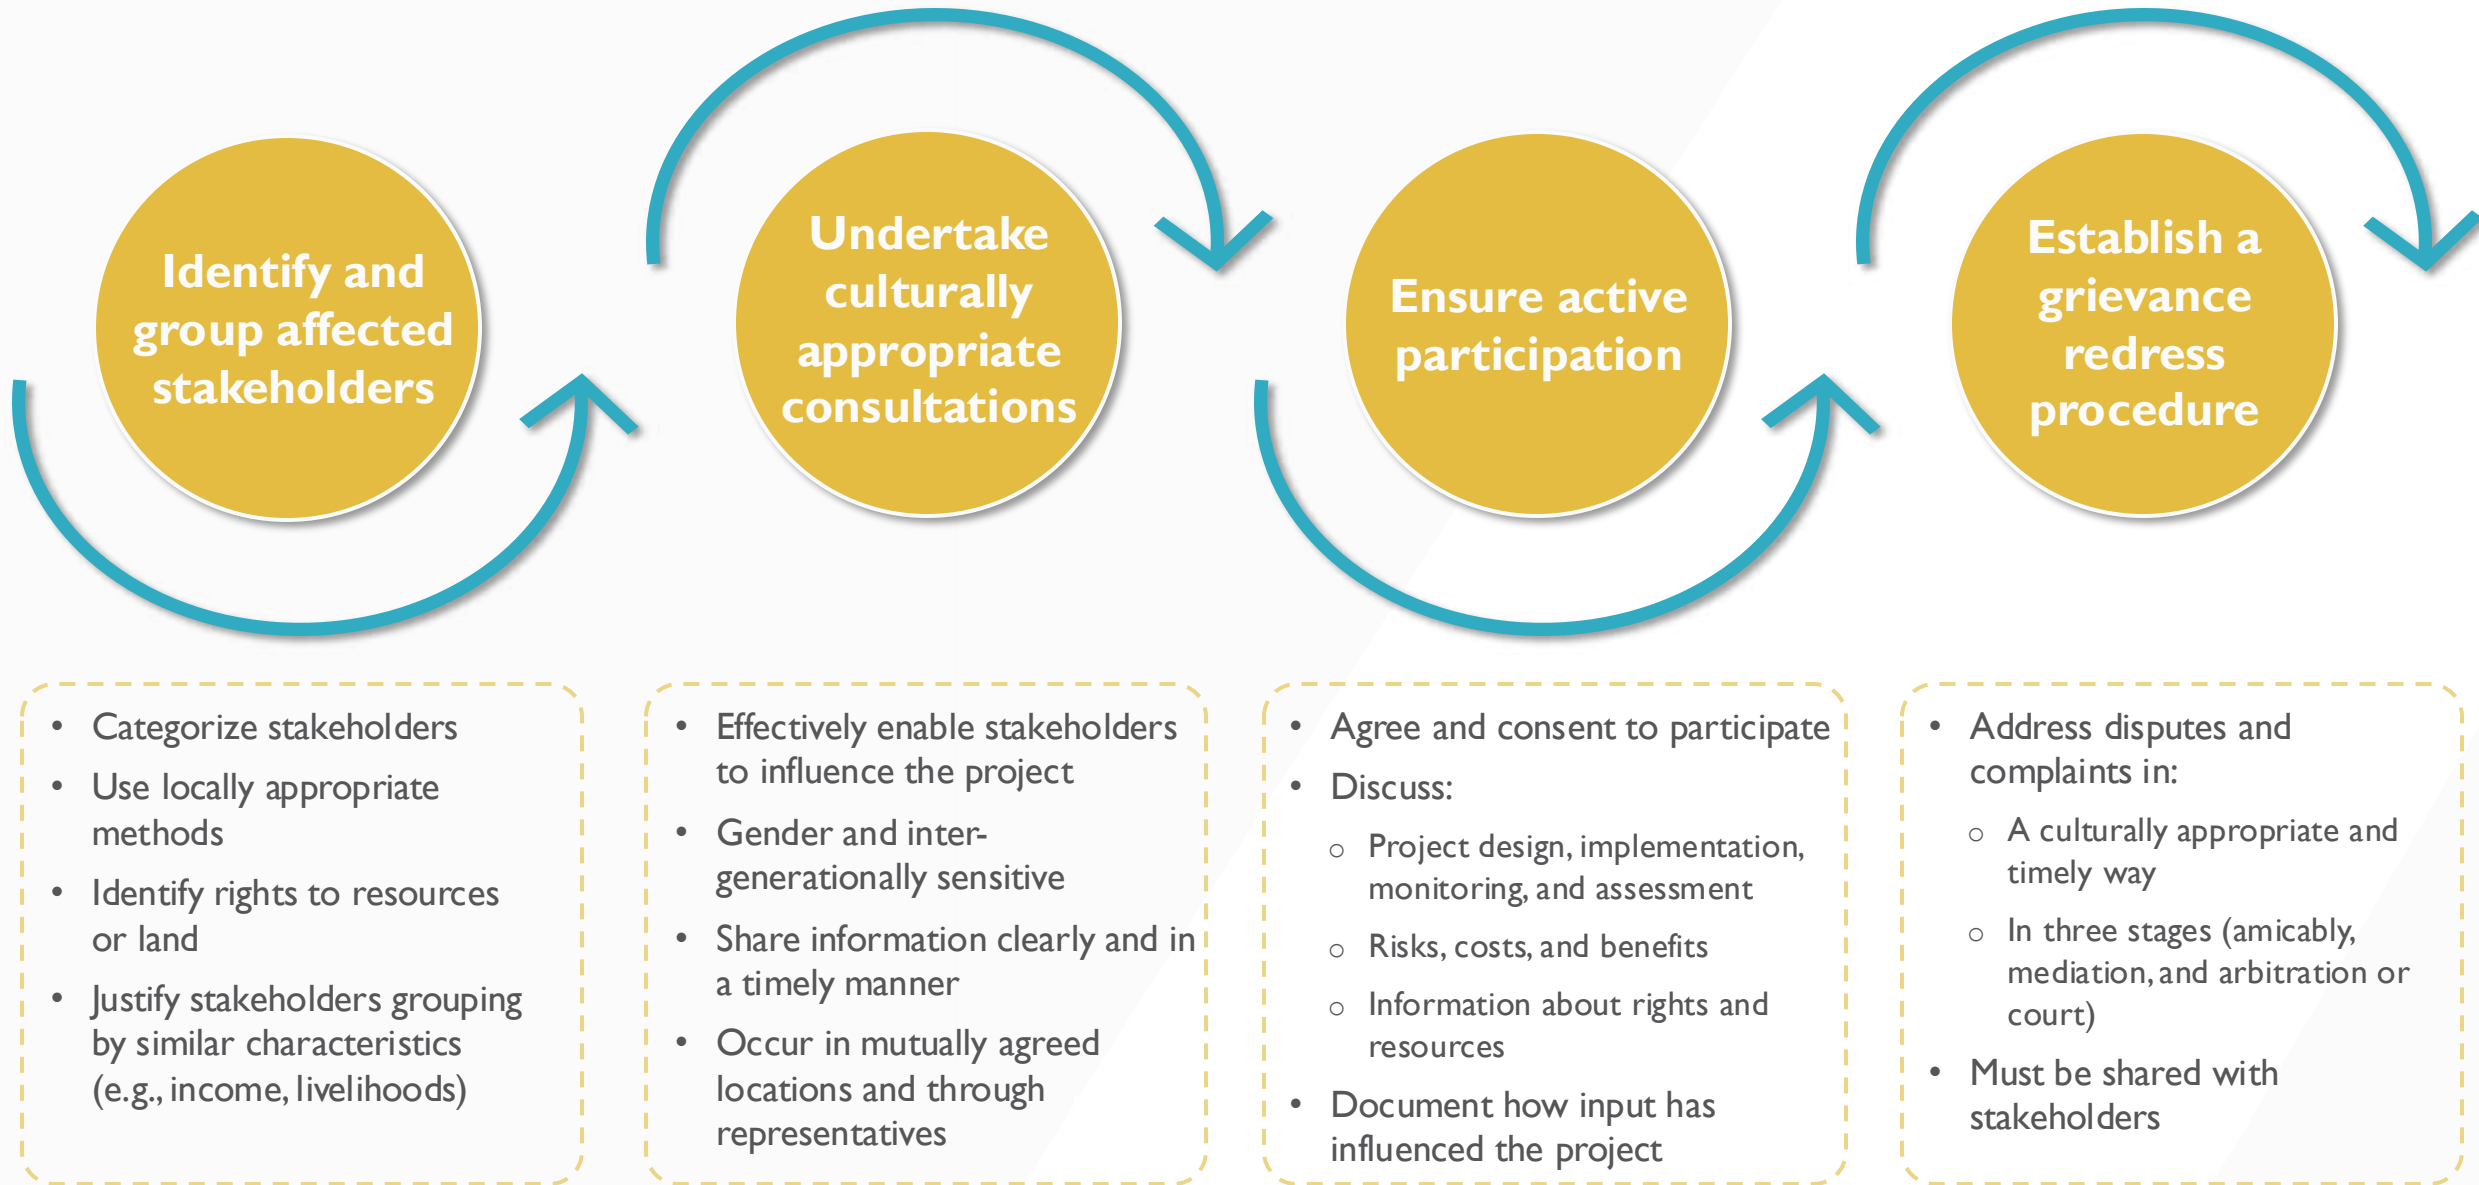 Identify and
group affected
stakeholders
Undertake
culturally
appropriate
consultations
Ensure active
participation
Establish a
grievance
redress
procedure
• Categorize stakeholders
• Use locally appropriate
methods
• Identify rights to resources
or land
• Justify stakeholders grouping
by similar characteristics
(e.g., income, livelihoods)
• Effectively enable stakeholders
to influence the project
• Gender and inter-
generationally sensitive
• Share information clearly and in
a timely manner
• Occur in mutually agreed
locations and through
representatives
• Agree and consent to participate
• Discuss:
o Project design, implementation,
monitoring, and assessment
o Risks, costs, and benefits
o Information about rights and
resources
• Document how input has
influenced the project
• Address disputes and
complaints in:
o A culturally appropriate and
timely way
o In three stages (amicably,
mediation, and arbitration or
court)
• Must be shared with
stakeholders